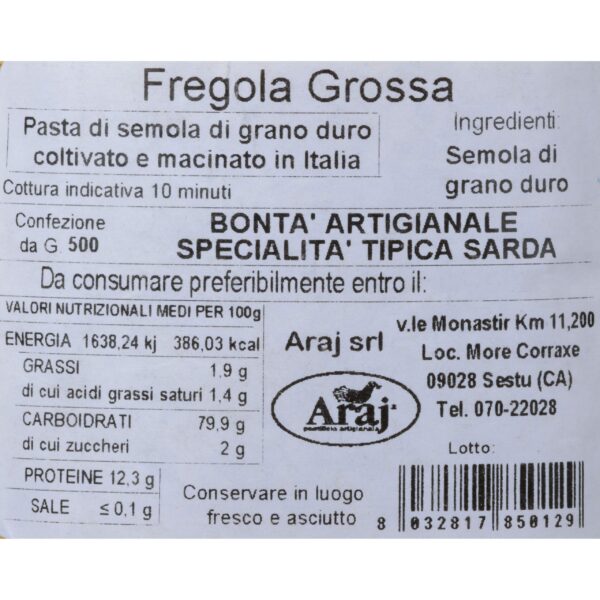 Fregola Grossa
Pasta di semola di grano duro
coltivato e macinato in Italia
Ingredienti:
Semola di
grano duro
Cottura indicativa 10 minuti
Confezione
da G. 500
BONTA' ARTIGIANALE
SPECIALITA' TIPICA SARDA
Da consumare preferibilmente entro il:
VALORI NUTRIZIONALI MEDI PER 100g
ENERGIA 1638,24 kj 386,03 kcal
GRASSI 1,9 g
di cui acidi grassi saturi 1,4 g
CARBOIDRATI 79,9 g
di cui zuccheri 2 g
PROTEINE 12,3 g
SALE ≤ 0,1 g
Araj srl
v.le Monastir Km 11,200
Loc. More Corraxe
09028 Sestu (CA)
Tel. 070-22028
Araj
pastificio artigianale
Lotto:
Conservare in luogo
fresco e asciutto
8 032817 850129